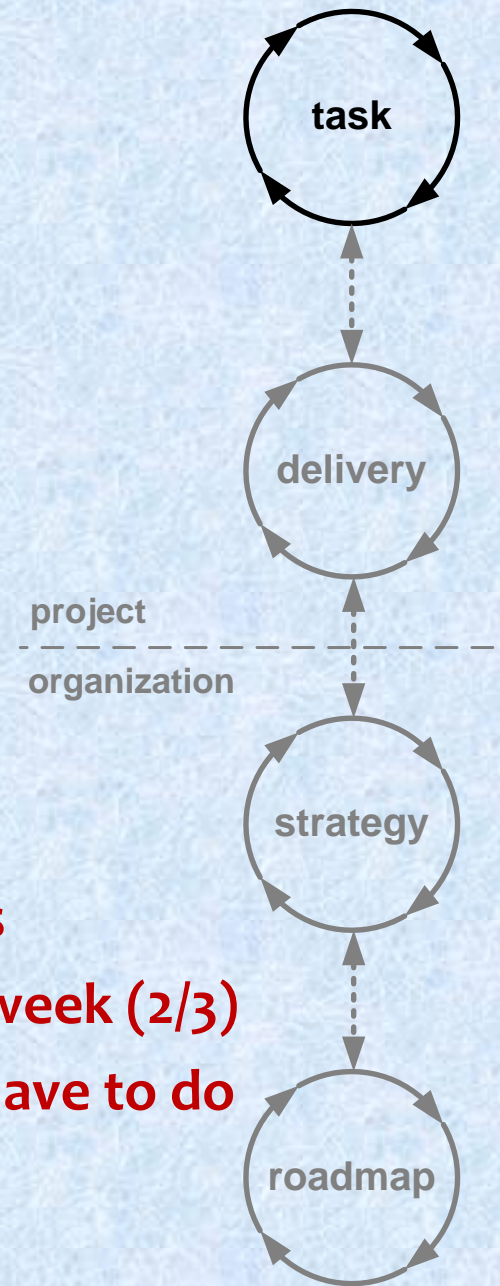 task
delivery
project
organization
strategy
s
week (2/3)
ave to do
roadmap